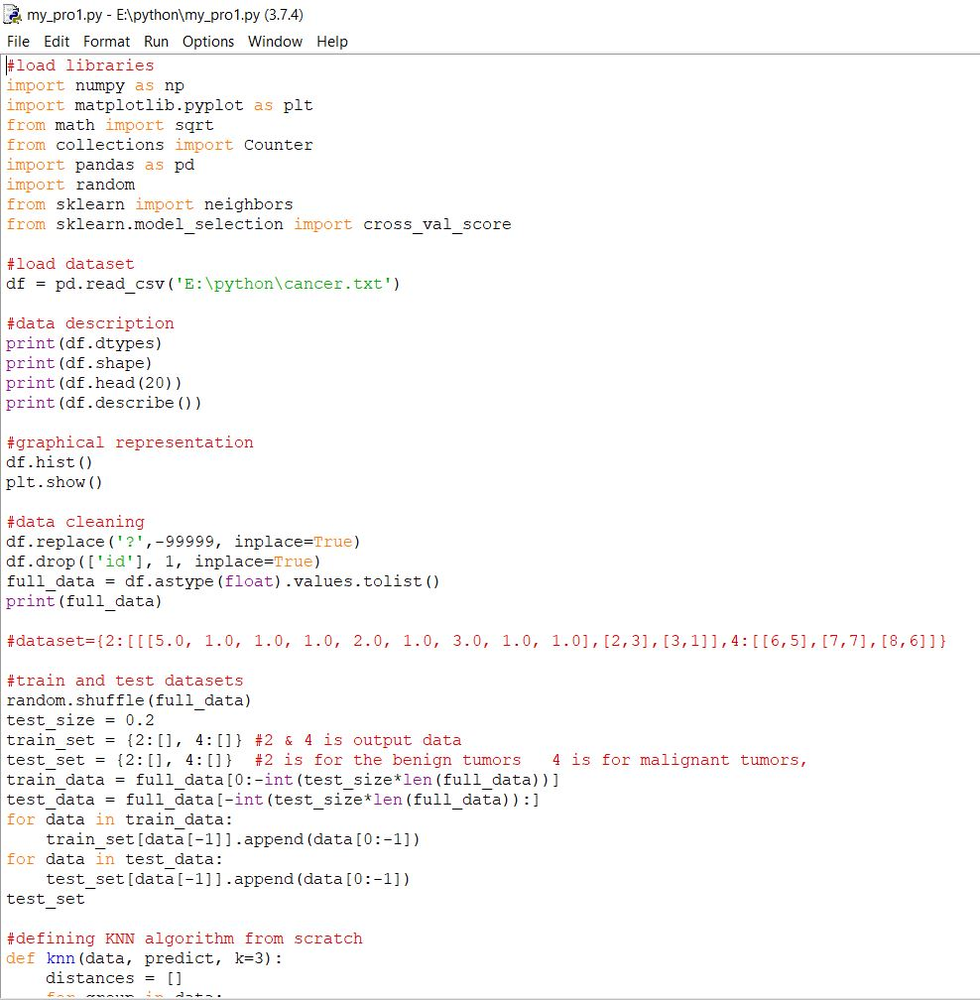 my_pro1.py - E:\python\my_pro1.py (3.7.4)
File Edit Format Run Options Window Help
#load libraries
import numpy as np
import matplotlib.pyplot as plt
from math import sqrt
from collections import Counter
import pandas as pd
import random
from sklearn import neighbors
from sklearn.model_selection import cross_val_score
#load dataset
df = pd.read_csv('E:\python\cancer.txt')
#data description
print(df.dtypes)
print(df.shape)
print(df.head(20))
print(df.describe())
#graphical representation
df.hist()
plt.show()
#data cleaning
df.replace('?',-99999, inplace=True)
df.drop(['id'], 1, inplace=True)
full_data = df.astype(float).values.tolist()
print(full_data)
#dataset={2:[[[5.0, 1.0, 1.0, 1.0, 2.0, 1.0, 3.0, 1.0, 1.0],[2,3],[3,1]],4:[[6,5],[7,7],[8,6]]}
#train and test datasets
random.shuffle(full_data)
test_size = 0.2
train_set = {2:[], 4:[]} #2 & 4 is output data
test_set = {2:[], 4:[]}  #2 is for the benign tumors   4 is for malignant tumors,
train_data = full_data[0:-int(test_size*len(full_data))]
test_data = full_data[-int(test_size*len(full_data)):]
for data in train_data:
    train_set[data[-1]].append(data[0:-1])
for data in test_data:
    test_set[data[-1]].append(data[0:-1])
test_set
#defining KNN algorithm from scratch
def knn(data, predict, k=3):
    distances = []
    for group in data: